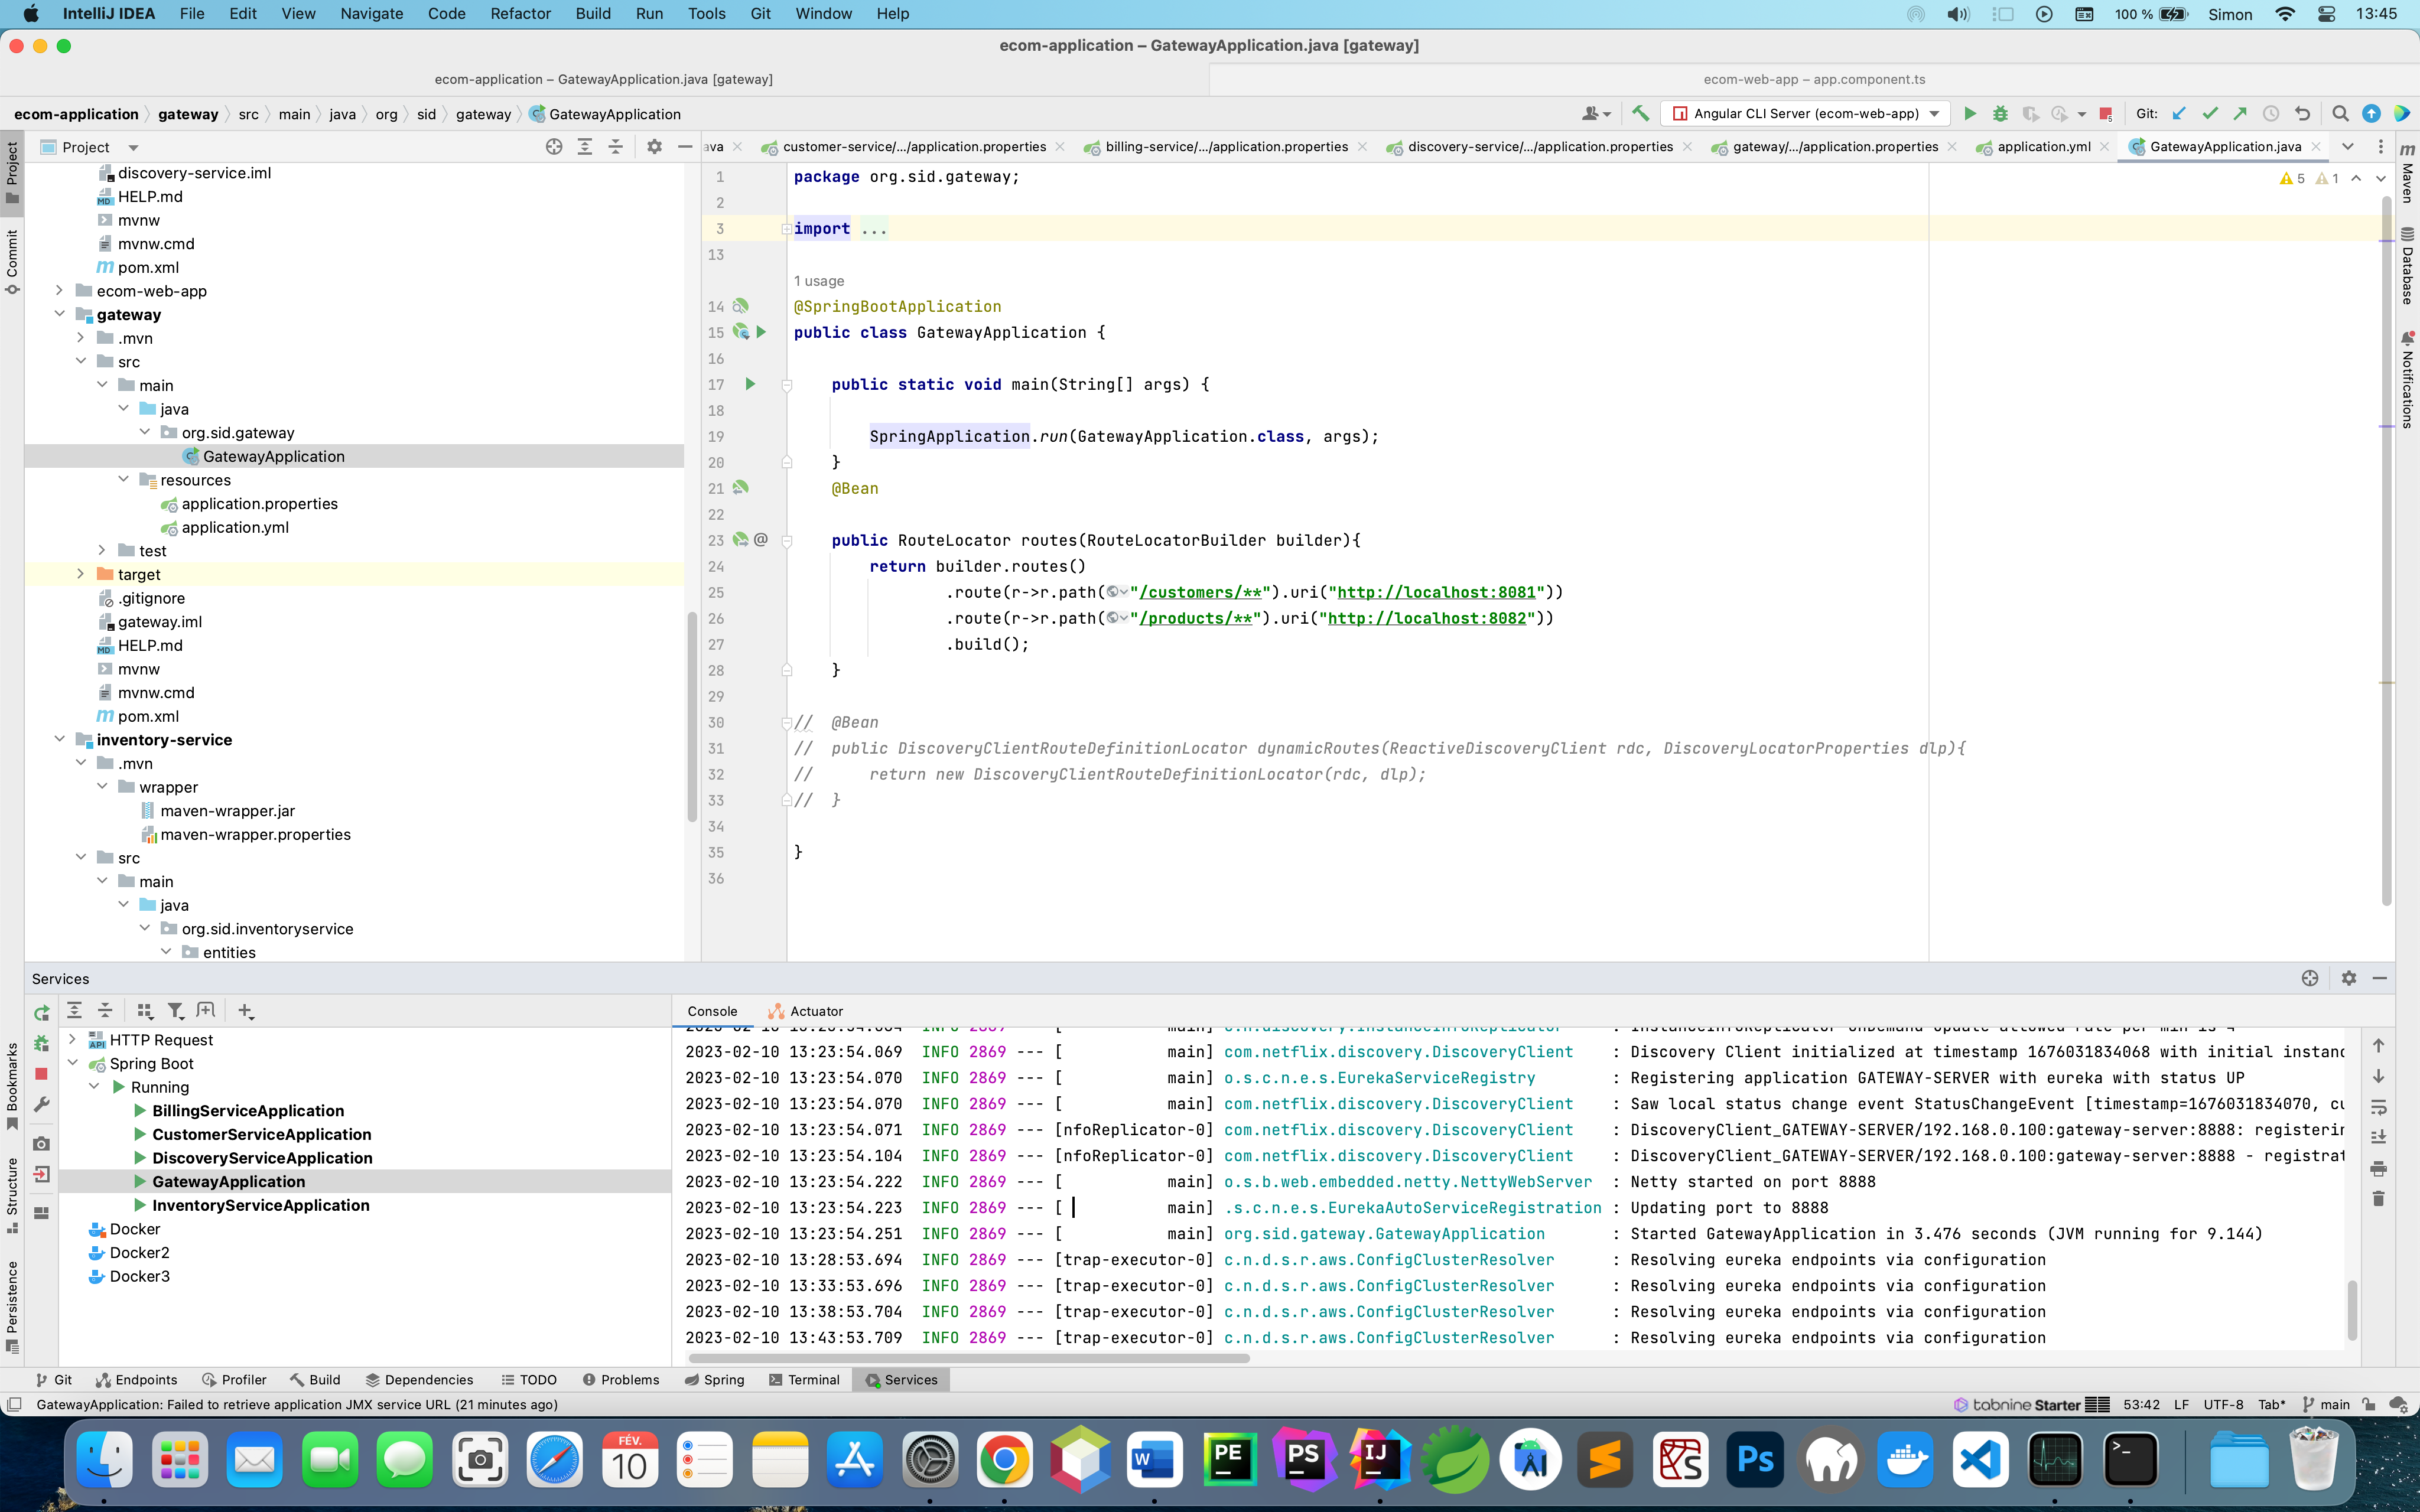 IntelliJ IDEA File Edit View Navigate Code Refactor Build Run Tools Git Window Help 100 % Simon 13:45
ecom-application – GatewayApplication.java [gateway]
ecom-application – GatewayApplication.java [gateway] ecom-web-app – app.component.ts
ecom-application gateway src main java org sid gateway GatewayApplication Angular CLI Server (ecom-web-app) Git:
Project ava customer-service/.../application.properties billing-service/.../application.properties discovery-service/.../application.properties gateway/.../application.properties application.yml GatewayApplication.java
Project
Commit
Bookmarks
Structure
Persistence
discovery-service.iml
MD HELP.md
mvnw
mvnw.cmd
m pom.xml
ecom-web-app
gateway
.mvn
src
main
java
org.sid.gateway
GatewayApplication
resources
application.properties
application.yml
test
target
.gitignore
gateway.iml
MD HELP.md
mvnw
mvnw.cmd
m pom.xml
inventory-service
.mvn
wrapper
maven-wrapper.jar
maven-wrapper.properties
src
main
java
org.sid.inventoryservice
entities
1 package org.sid.gateway;
2
3 import ...
13
1 usage
14 @SpringBootApplication
15 public class GatewayApplication {
16
17 public static void main(String[] args) {
18
19 SpringApplication.run(GatewayApplication.class, args);
20 }
21 @Bean
22
23 @ public RouteLocator routes(RouteLocatorBuilder builder){
24 return builder.routes()
25 .route(r->r.path("/customers/**").uri("http://localhost:8081"))
26 .route(r->r.path("/products/**").uri("http://localhost:8082"))
27 .build();
28 }
29
30 // @Bean
31 // public DiscoveryClientRouteDefinitionLocator dynamicRoutes(ReactiveDiscoveryClient rdc, DiscoveryLocatorProperties dlp){
32 // return new DiscoveryClientRouteDefinitionLocator(rdc, dlp);
33 // }
34
35 }
36
5 1
m Maven
Database
Notifications
Services
HTTP Request
Spring Boot
Running
BillingServiceApplication
CustomerServiceApplication
DiscoveryServiceApplication
GatewayApplication
InventoryServiceApplication
Docker
Docker2
Docker3
Console Actuator
2023-02-10 13:23:54.069 INFO 2869 --- [ main] com.netflix.discovery.DiscoveryClient : Discovery Client initialized at timestamp 1676031834068 with initial instanc
2023-02-10 13:23:54.070 INFO 2869 --- [ main] o.s.c.n.e.s.EurekaServiceRegistry : Registering application GATEWAY-SERVER with eureka with status UP
2023-02-10 13:23:54.070 INFO 2869 --- [ main] com.netflix.discovery.DiscoveryClient : Saw local status change event StatusChangeEvent [timestamp=1676031834070, cu
2023-02-10 13:23:54.071 INFO 2869 --- [nfoReplicator-0] com.netflix.discovery.DiscoveryClient : DiscoveryClient_GATEWAY-SERVER/192.168.0.100:gateway-server:8888: registerin
2023-02-10 13:23:54.104 INFO 2869 --- [nfoReplicator-0] com.netflix.discovery.DiscoveryClient : DiscoveryClient_GATEWAY-SERVER/192.168.0.100:gateway-server:8888 - registrat
2023-02-10 13:23:54.222 INFO 2869 --- [ main] o.s.b.web.embedded.netty.NettyWebServer : Netty started on port 8888
2023-02-10 13:23:54.223 INFO 2869 --- [ main] .s.c.n.e.s.EurekaAutoServiceRegistration : Updating port to 8888
2023-02-10 13:23:54.251 INFO 2869 --- [ main] org.sid.gateway.GatewayApplication : Started GatewayApplication in 3.476 seconds (JVM running for 9.144)
2023-02-10 13:28:53.694 INFO 2869 --- [trap-executor-0] c.n.d.s.r.aws.ConfigClusterResolver : Resolving eureka endpoints via configuration
2023-02-10 13:33:53.696 INFO 2869 --- [trap-executor-0] c.n.d.s.r.aws.ConfigClusterResolver : Resolving eureka endpoints via configuration
2023-02-10 13:38:53.704 INFO 2869 --- [trap-executor-0] c.n.d.s.r.aws.ConfigClusterResolver : Resolving eureka endpoints via configuration
2023-02-10 13:43:53.709 INFO 2869 --- [trap-executor-0] c.n.d.s.r.aws.ConfigClusterResolver : Resolving eureka endpoints via configuration
Git Endpoints Profiler Build Dependencies TODO Problems Spring Terminal Services
GatewayApplication: Failed to retrieve application JMX service URL (21 minutes ago) tabnine Starter 53:42 LF UTF-8 Tab* main
FÉV. 10 W PE PS IJ Ps